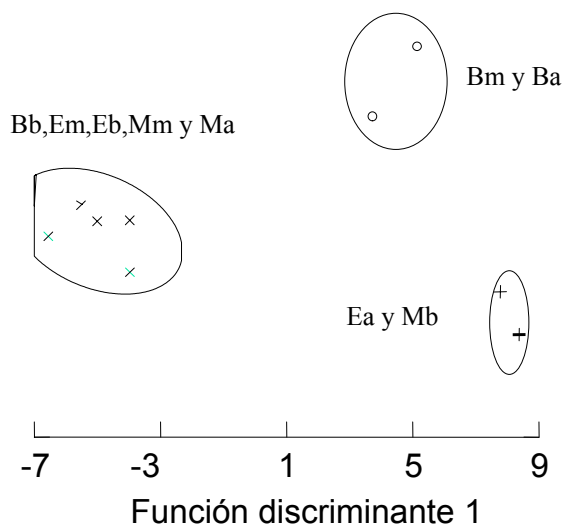 Bm y Ba
Bb,Em,Eb,Mm y Ma
Ea y Mb
-7 -3 1 5 9
Función discriminante 1